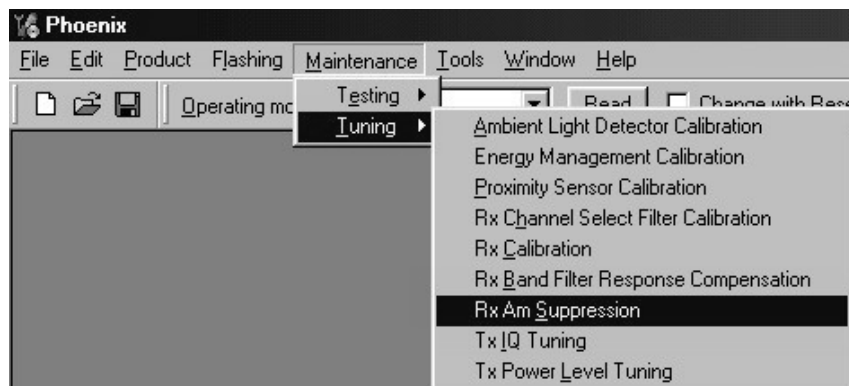 Phoenix
File Edit Product Flashing Maintenance Tools Window Help
Operating Read Change with
Testing
Tuning
Ambient Light Detector Calibration
Energy Management Calibration
Proximity Sensor Calibration
Rx Channel Select Filter Calibration
Rx Calibration
Rx Band Filter Response Compensation
Rx Am Suppression
Tx IQ Tuning
Tx Power Level Tuning